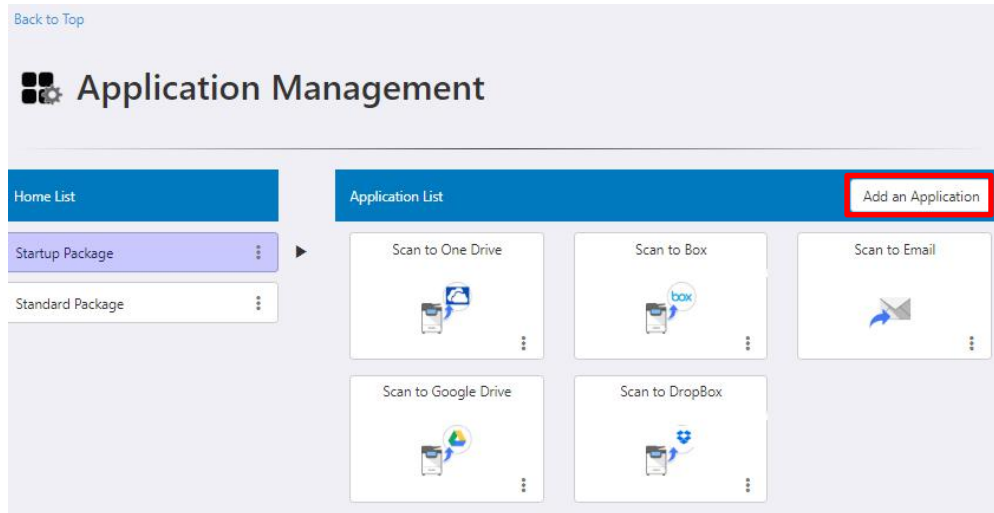 Back to Top
Application Management
Home List
Application List
Add an Application
Startup Package
Standard Package
Scan to One Drive
Scan to Box
box
Scan to Email
Scan to Google Drive
Scan to DropBox